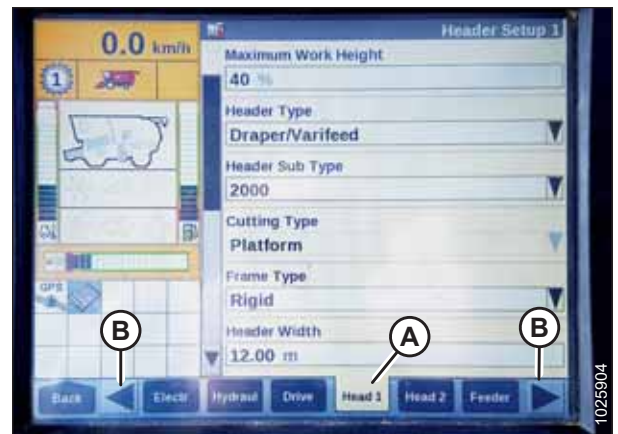 0.0 km/h
Header Setup 1
Maximum Work Height
40 %
1
Header Type
Draper/Varifeed
Header Sub Type
2000
Cutting Type
Platform
Frame Type
Rigid
GPS
Header Width
12.00 m
B
A
B
Back
Electr
Hydraul
Drive
Head 1
Head 2
Feeder
1025904